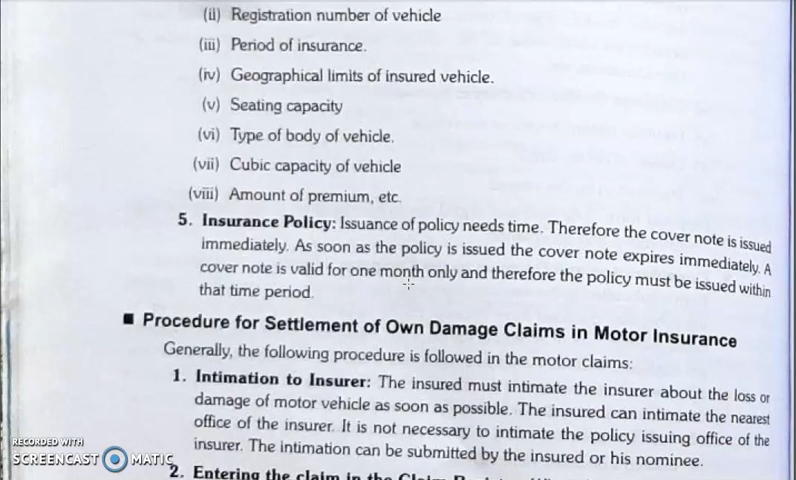 (ii) Registration number of vehicle
(iii) Period of insurance.
(iv) Geographical limits of insured vehicle.
(v) Seating capacity
(vi) Type of body of vehicle.
(vii) Cubic capacity of vehicle
(viii) Amount of premium, etc.
5. Insurance Policy: Issuance of policy needs time. Therefore the cover note is issued
immediately. As soon as the policy is issued the cover note expires immediately. A
cover note is valid for one month only and therefore the policy must be issued within
that time period.
■ Procedure for Settlement of Own Damage Claims in Motor Insurance
Generally, the following procedure is followed in the motor claims:
1. Intimation to Insurer: The insured must intimate the insurer about the loss or
damage of motor vehicle as soon as possible. The insured can intimate the nearest
office of the insurer. It is not necessary to intimate the policy issuing office of the
insurer. The intimation can be submitted by the insured or his nominee.
2. Entering the claim in the Claim
RECORDED WITH
SCREENCAST MATIC